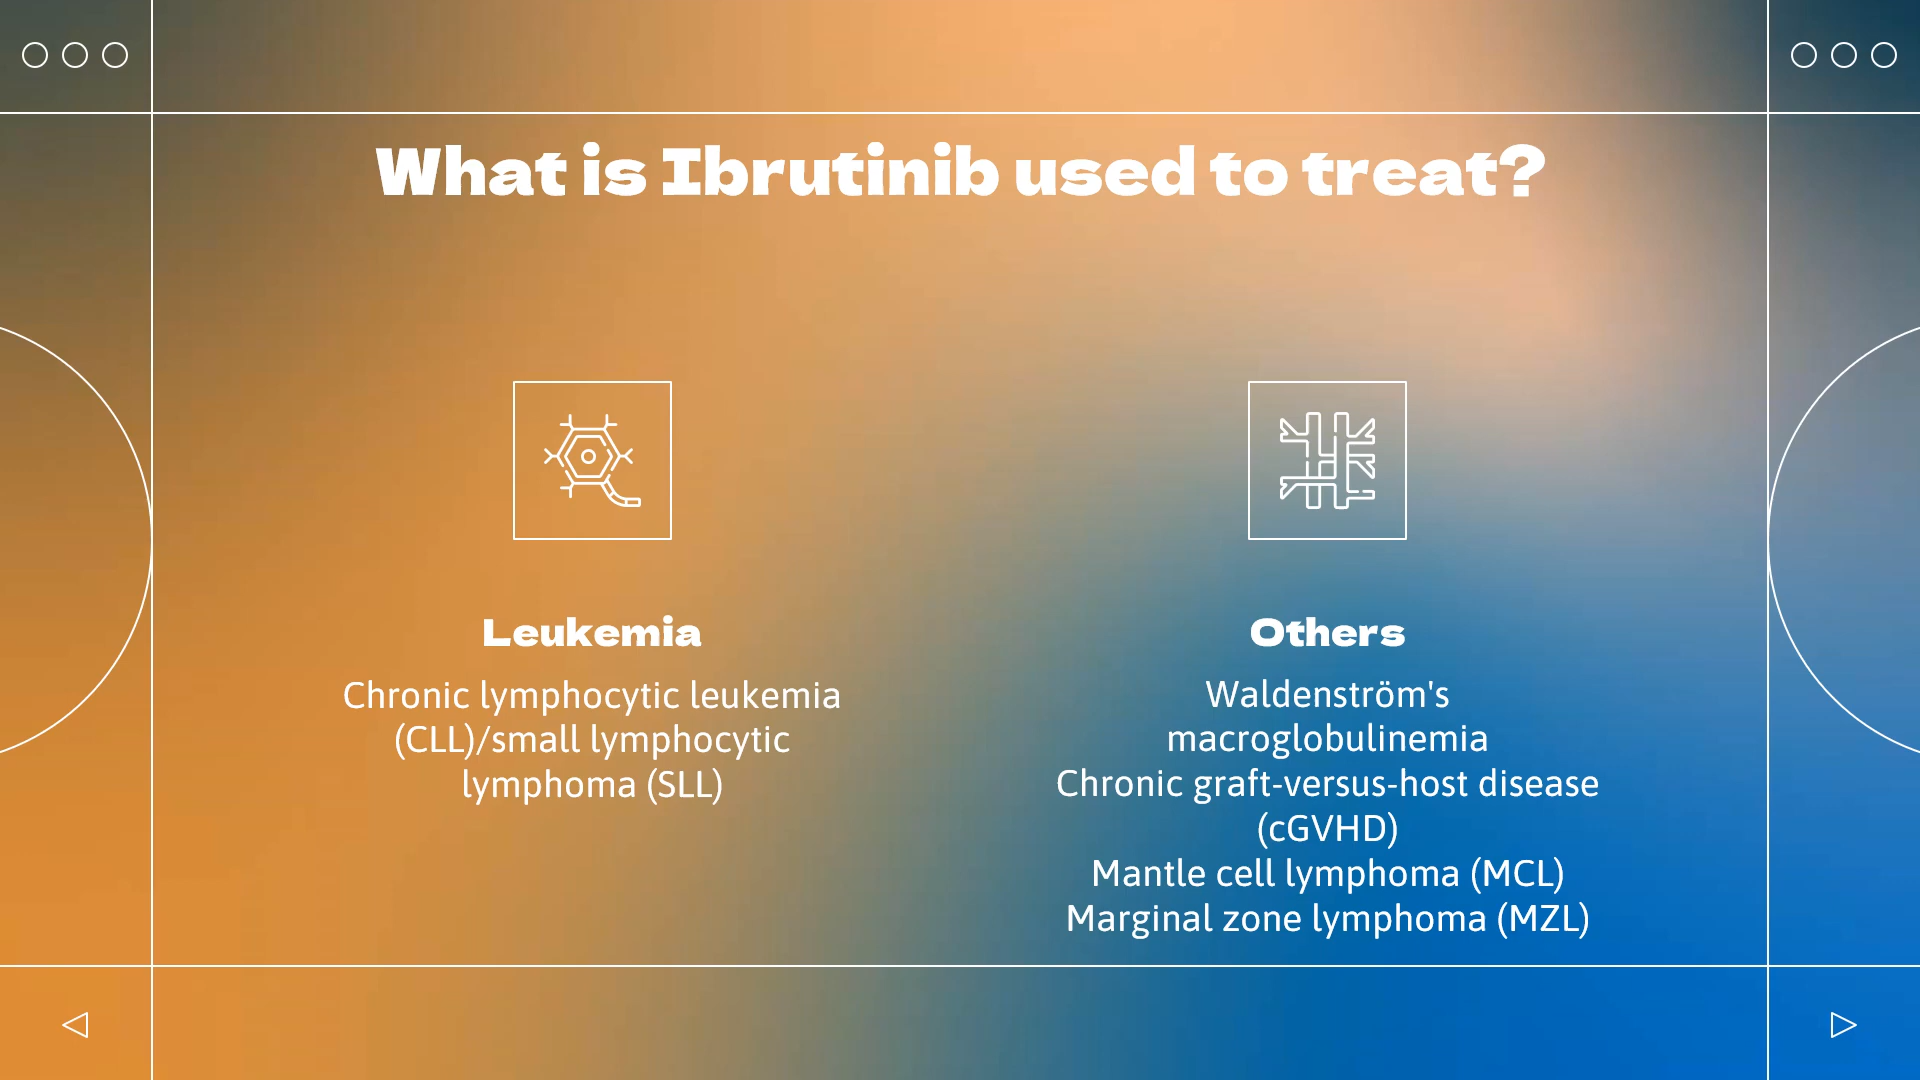 What is Ibrutinib used to treat?
Leukemia
Chronic lymphocytic leukemia
(CLL)/small lymphocytic
lymphoma (SLL)
Others
Waldenström's
macroglobulinemia
Chronic graft-versus-host disease
(cGVHD)
Mantle cell lymphoma (MCL)
Marginal zone lymphoma (MZL)